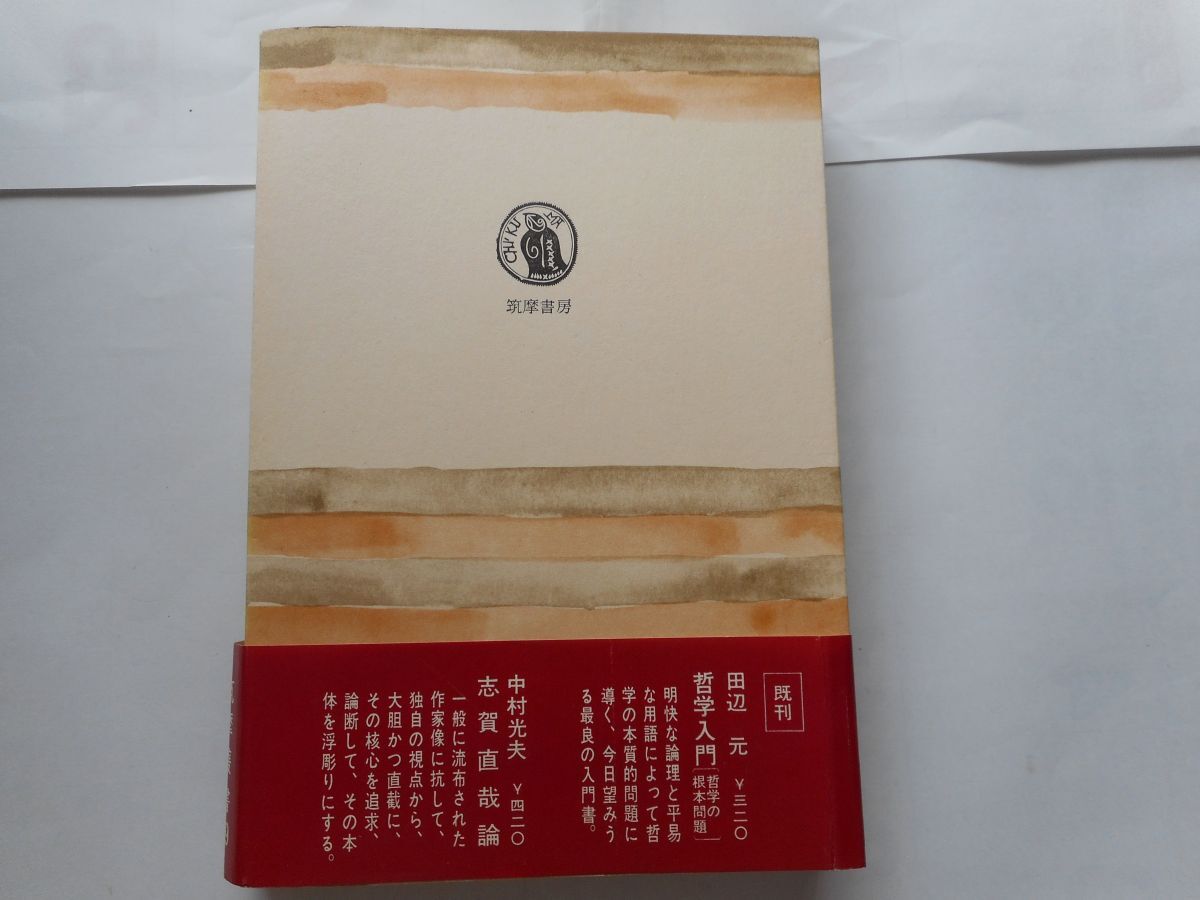 CHIKUMA
筑摩書房
既刊
田辺 元 ¥三二〇
哲学入門〔哲学の
根本問題〕
明快な論理と平易
な用語によって哲
学の本質的問題に
導く、今日望みう
る最良の入門書。
中村光夫 ¥四二〇
志賀直哉論
一般に流布された
作家像に抗して、
独自の視点から、
大胆かつ直截に、
その核心を追求、
論断して、その本
体を浮彫りにする。